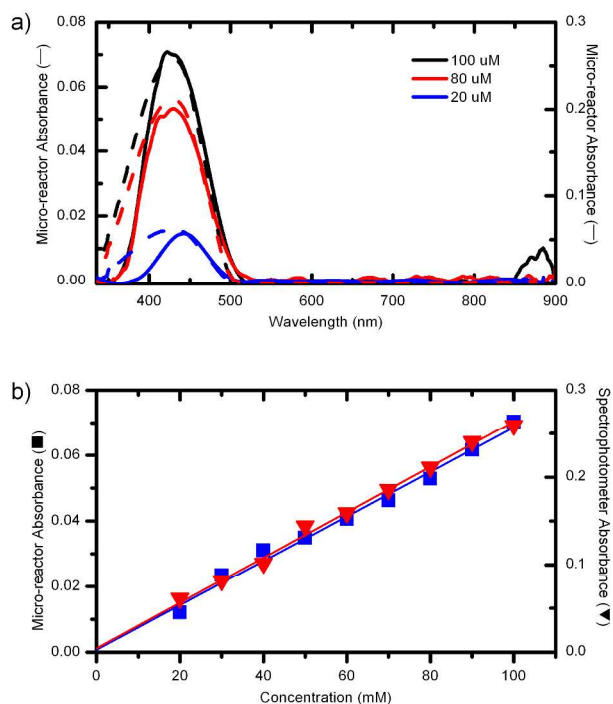 a)
0.08
0.06
0.04
0.02
0.00
Micro-reactor Absorbance (—)
0.3
0.2
0.1
0.0
Micro-reactor Absorbance (—)
100 uM
80 uM
20 uM
400 500 600 700 800 900
Wavelength (nm)
b)
0.08
0.06
0.04
0.02
0.00
Micro-reactor Absorbance (■)
0.3
0.2
0.1
0.0
Spectrophotometer Absorbance (▼)
0 20 40 60 80 100
Concentration (mM)